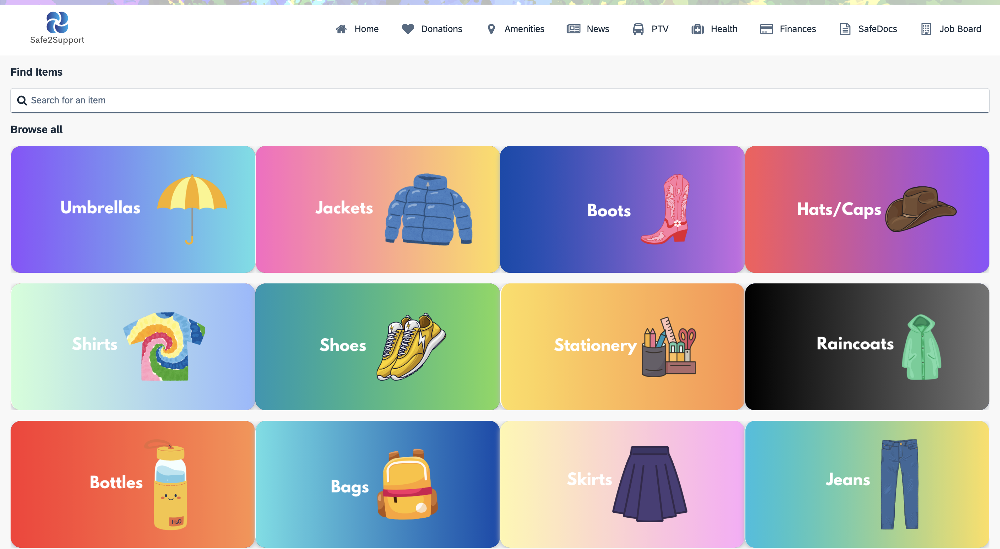 Safe2Support
Home
Donations
Amenities
News
PTV
Health
Finances
SafeDocs
Job Board
Find Items
Search for an item
Browse all
Umbrellas
Jackets
Boots
Hats/Caps
Shirts
Shoes
Stationery
Raincoats
Bottles
H₂O
Bags
Skirts
Jeans